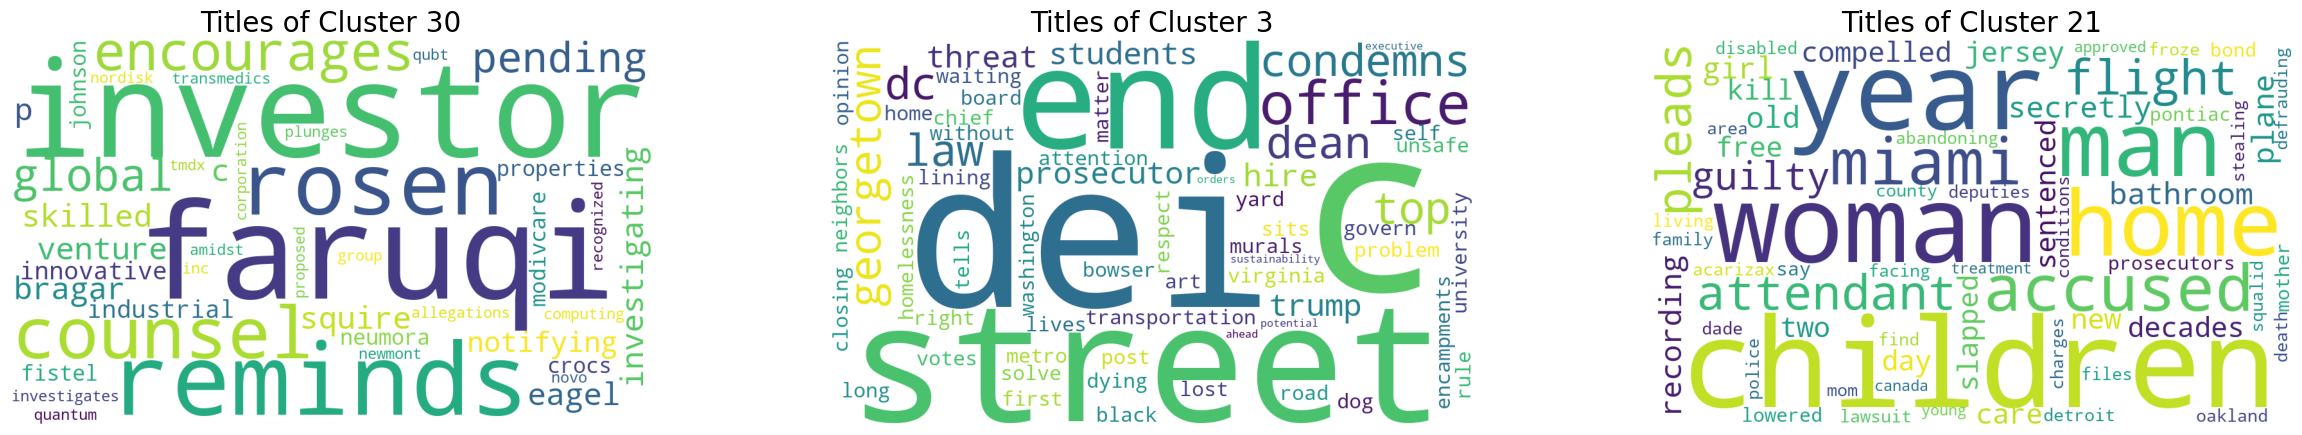 Titles of Cluster 30
encourages
qubt
pending
nordisk
transmedics
johnson
investor
p
plunges
corporation
tmdx
c
properties
global
rosen
recognized
investigating
skilled
faruqi
venture
amidst
group
proposed
modivcare
innovative
inc
bragar
industrial
squire
allegations
computing
counsel
neumora
notifying
newmont
crocs
fistel
reminds
novo
eagel
investigates
quantum
Titles of Cluster 3
opinion
georgetown
threat
students
executive
condemns
dc
waiting
end
office
board
matter
home
chief
without
dean
self
unsafe
law
attention
prosecutor
orders
hire
lining
dei
C
yard
top
closing neighbors
homelessness
tells
washington
respect
sits
govern
murals
problem
sustainability
bowser
virginia
art
university
encampments
trump
right
lives
transportation
potential
ahead
street
votes
metro
post
solve
dying
lost
road
rule
long
first
black
dog
Titles of Cluster 21
disabled
compelled
jersey
approved
froze
bond
girl
year
flight
kill
secretly
plane
defrauding
pleads
old
pontiac
area
abandoning
man
stealing
free
miami
sentenced
guilty
county
deputies
bathroom
conditions
living
woman
home
family
acarizax
say
facing
treatment
prosecutors
recording
attendant
accused
squalid
mother
dade
two
slapped
new
decades
police
children
find
day
charges
death
mom
canada
files
lowered
lawsuit
young
care
detroit
oakland